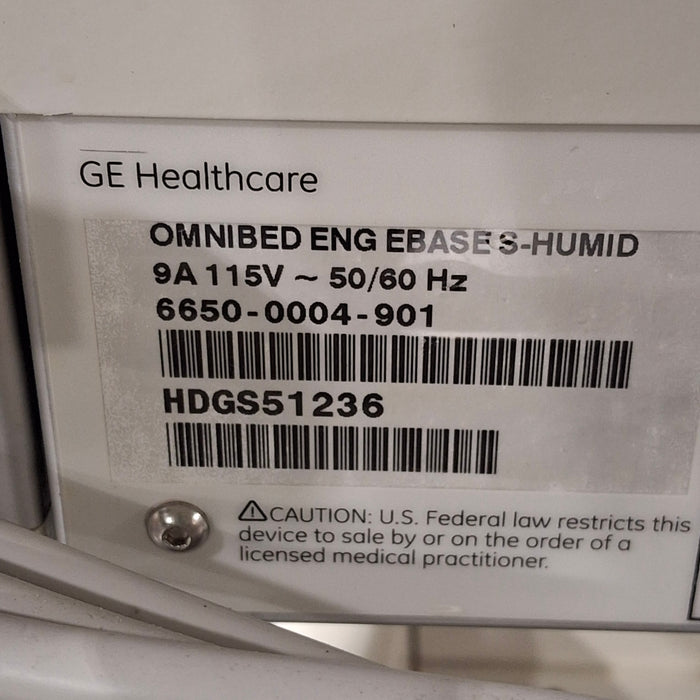 GE Healthcare
OMNIBED ENG EBASE S-HUMID
9A 115V ~ 50/60 Hz
6650-0004-901
HDGS51236
⚠CAUTION: U.S. Federal law restricts this
device to sale by or on the order of a
licensed medical practitioner.